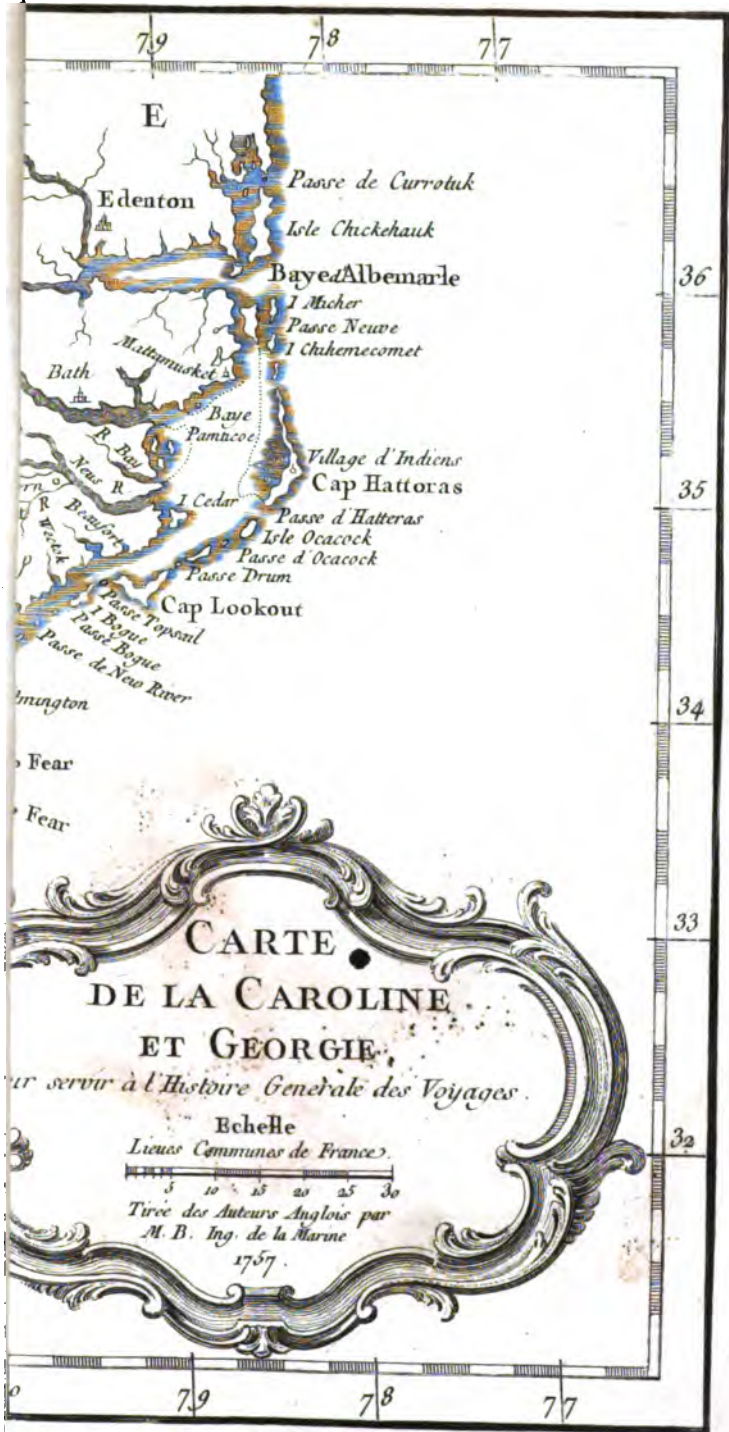 79 78 77
E
Passe de Currotuk
Edenton
Isle Chickehauk
Baye d'Albemarle
36
I Micher
Passe Neuve
I Chihemecomet
Mattamusket
Bath
Baye
Pamticoe
R Bay
Village d'Indiens
Cap Hattoras
Neus R
35
I Cedar
R
Beaufort
Passe d'Hatteras
Isle Ocacock
Passe d'Ocacock
Passe Drum
Cap Lookout
Passe Topsail
I Bogue
Passe Bogue
Passe de New River
34
Fear
Fear
33
CARTE
DE LA CAROLINE
ET GEORGIE,
servir à l'Histoire Generale des Voyages.
Echelle
Lieues Communes de France.
32
5 10 15 20 25 30
Tirée des Auteurs Anglois par
M. B. Ing. de la Marine
1757.
79 78 77